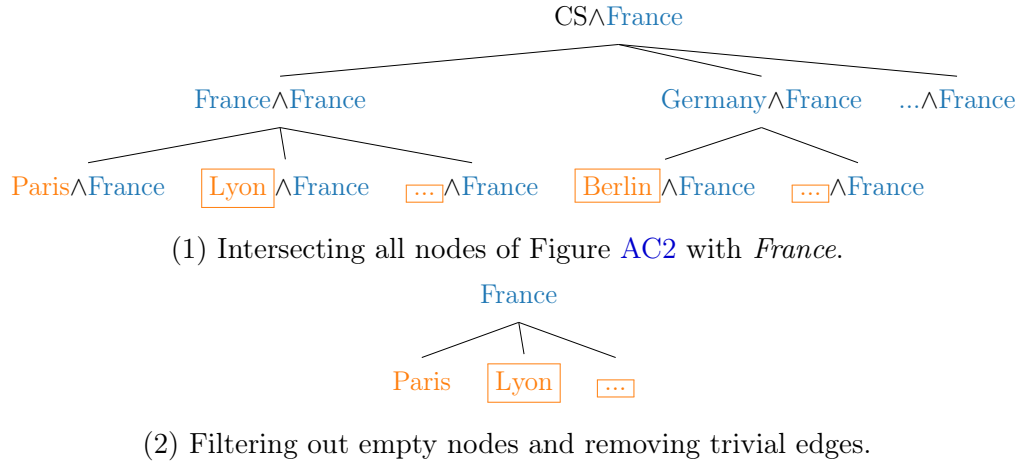 CS∧France
France∧France Germany∧France ...∧France
Paris∧France Lyon∧France ...∧France Berlin∧France ...∧France
(1) Intersecting all nodes of Figure AC2 with France.
France
Paris Lyon ...
(2) Filtering out empty nodes and removing trivial edges.